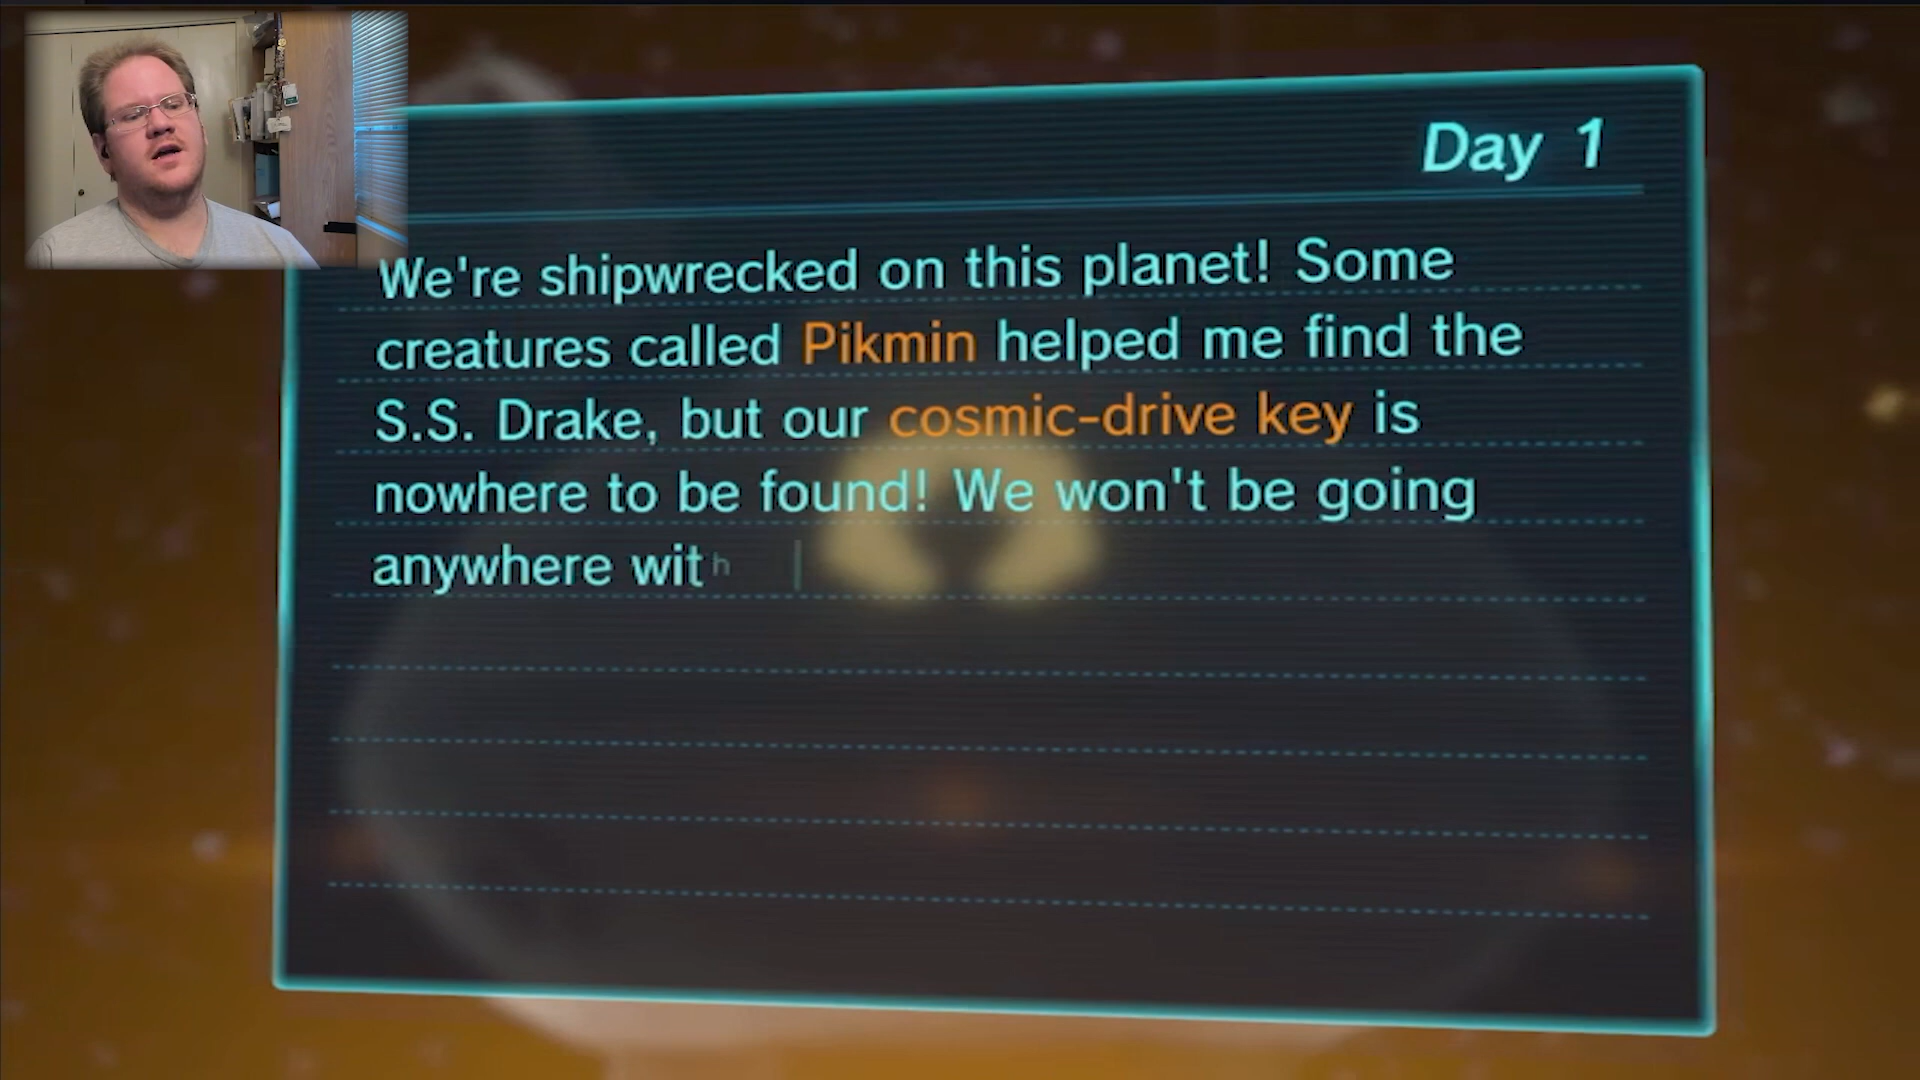 Day 1
We're shipwrecked on this planet! Some
creatures called Pikmin helped me find the
S.S. Drake, but our cosmic-drive key is
nowhere to be found! We won't be going
anywhere with